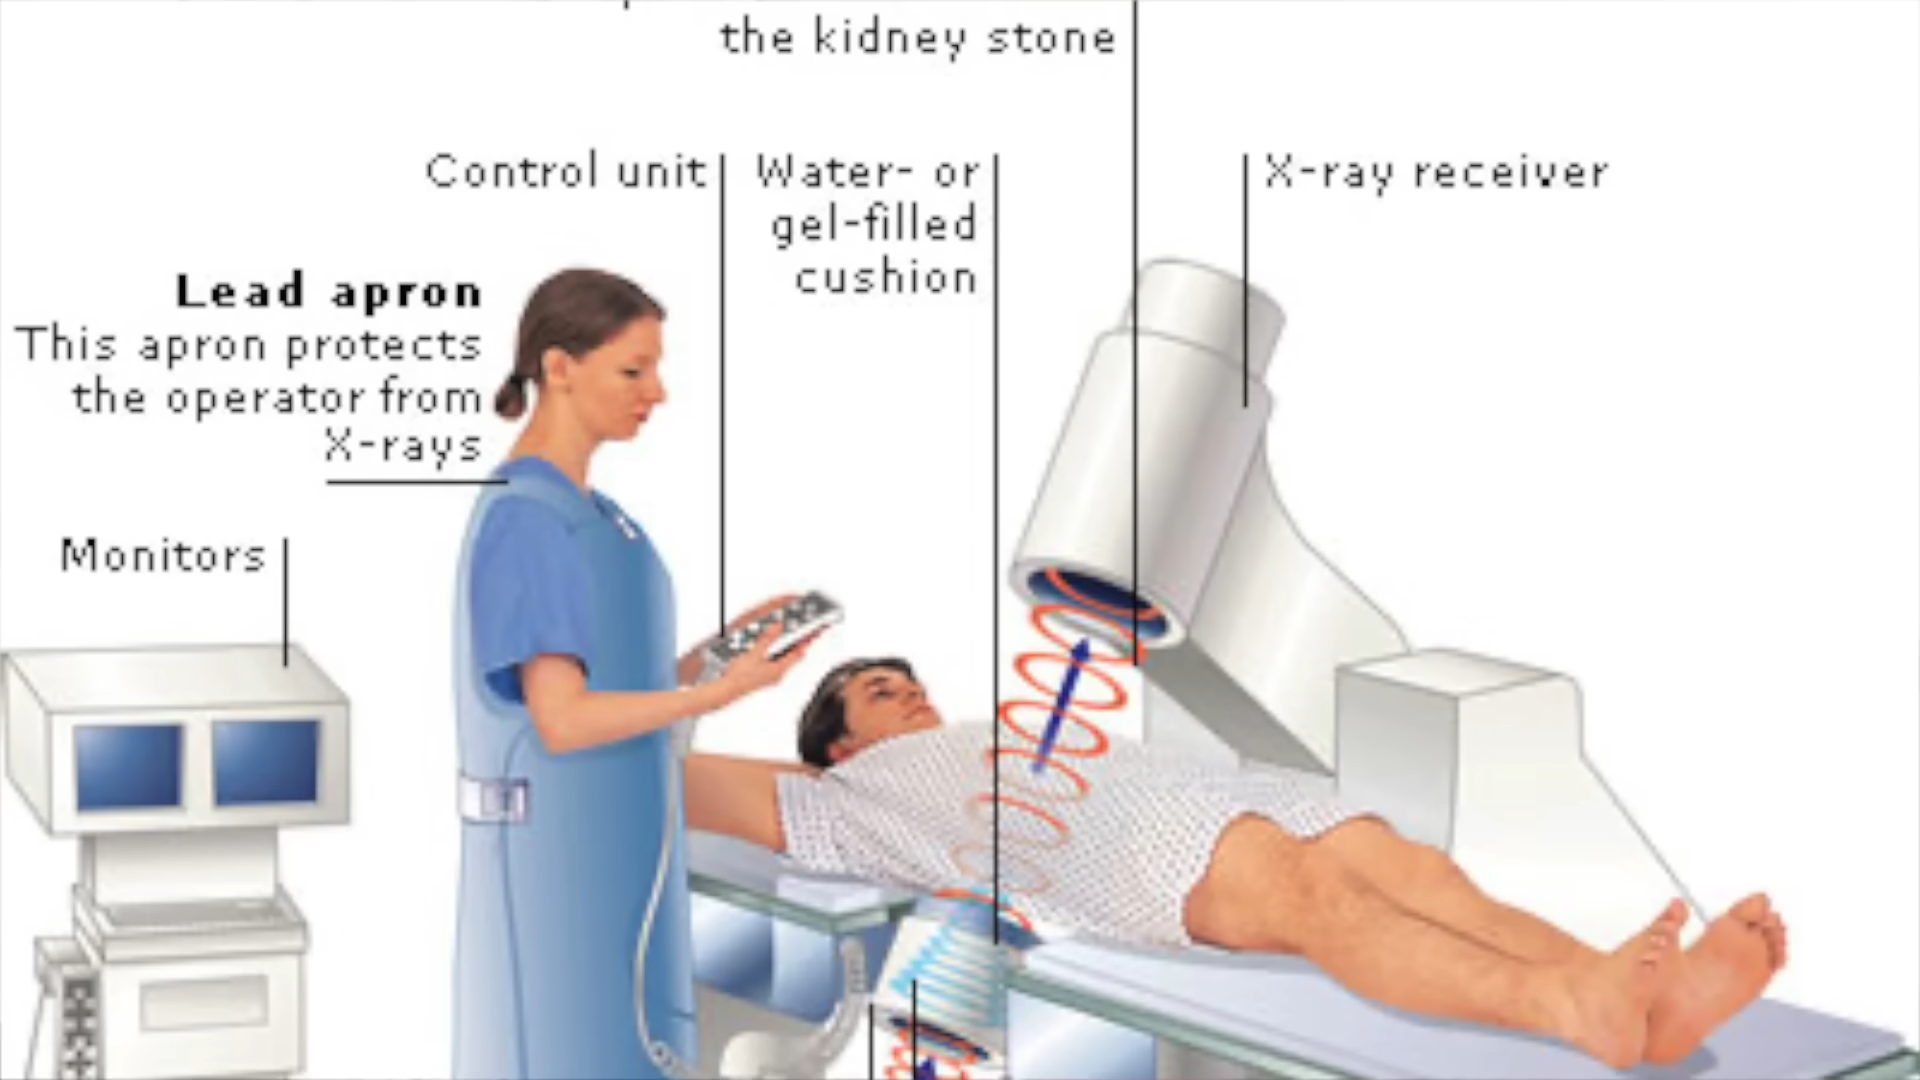 the kidney stone
Control unit
Water- or
gel-filled
cushion
X-ray receiver
Lead apron
This apron protects
the operator from
X-rays
Monitors